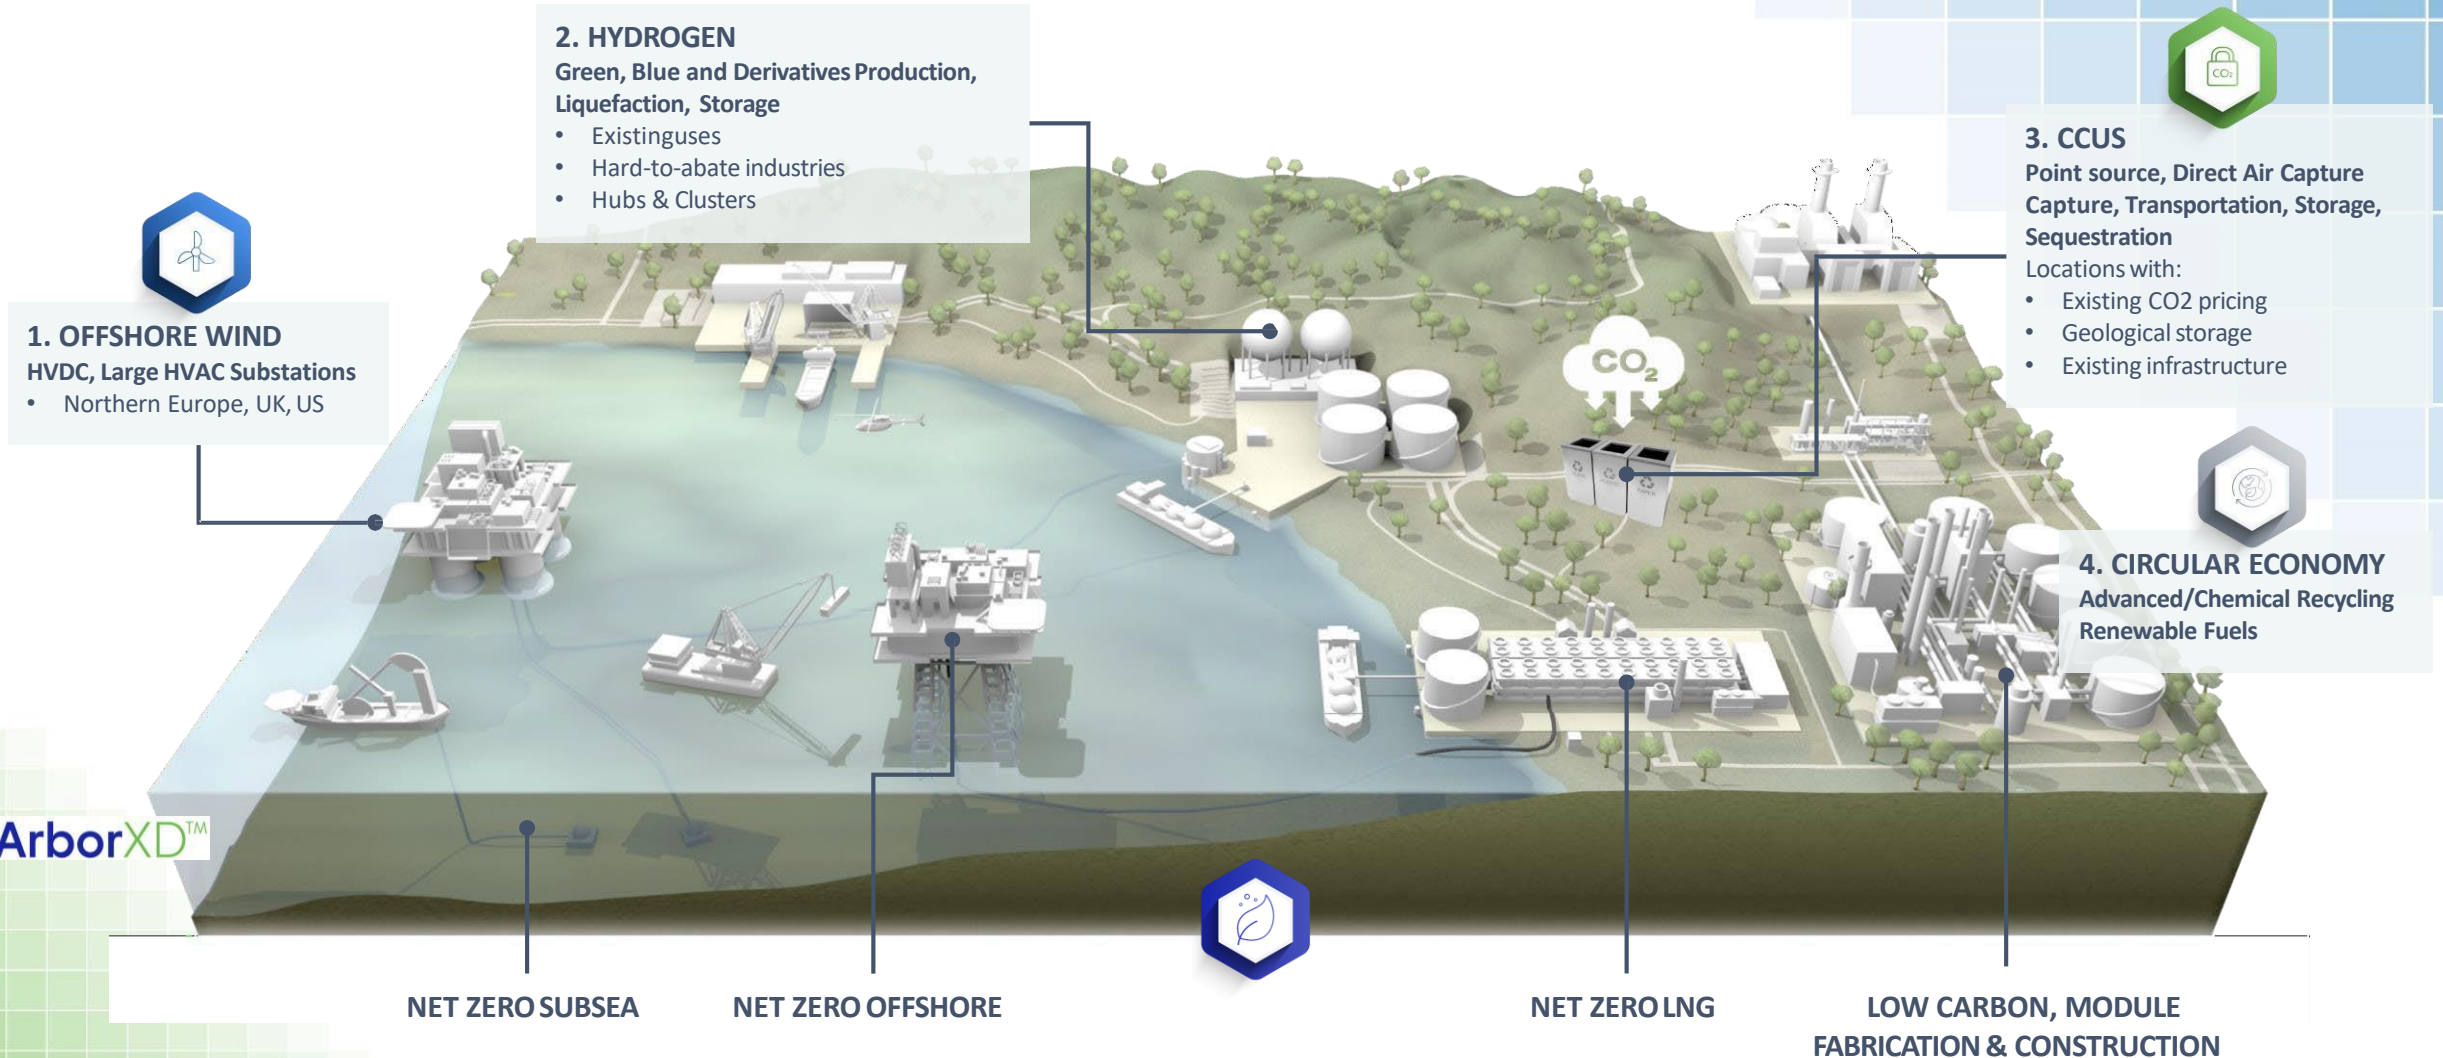 2. HYDROGEN
Green, Blue and Derivatives Production,
Liquefaction, Storage
• Existinguses
• Hard-to-abate industries
• Hubs & Clusters
CO₂
3. CCUS
Point source, Direct Air Capture
Capture, Transportation, Storage,
Sequestration
Locations with:
• Existing CO2 pricing
• Geological storage
• Existing infrastructure
1. OFFSHORE WIND
HVDC, Large HVAC Substations
• Northern Europe, UK, US
CO₂
4. CIRCULAR ECONOMY
Advanced/Chemical Recycling
Renewable Fuels
ArborXD™
NET ZERO SUBSEA
NET ZERO OFFSHORE
NET ZERO LNG
LOW CARBON, MODULE
FABRICATION & CONSTRUCTION